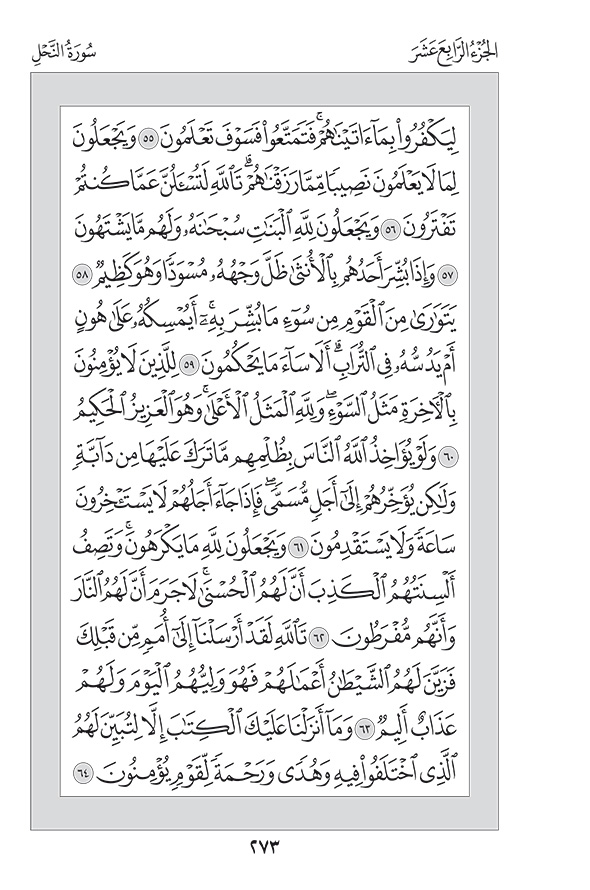 الجُزْءُ الرَّابِعَ عَشَرَ
سُورَةُ النَّحْلِ
لِيَكْفُرُوا۟ بِمَآ ءَاتَيْنَٰهُمْ ۚ فَتَمَتَّعُوا۟ فَسَوْفَ تَعْلَمُونَ ٥٥ وَيَجْعَلُونَ
لِمَا لَا يَعْلَمُونَ نَصِيبًا مِّمَّا رَزَقْنَٰهُمْ ۗ تَٱللَّهِ لَتُسْـَٔلُنَّ عَمَّا كُنتُمْ
تَفْتَرُونَ ٥٦ وَيَجْعَلُونَ لِلَّهِ ٱلْبَنَٰتِ سُبْحَٰنَهُۥ وَلَهُم مَّا يَشْتَهُونَ
٥٧ وَإِذَا بُشِّرَ أَحَدُهُم بِٱلْأُنثَىٰ ظَلَّ وَجْهُهُۥ مُسْوَدًّا وَهُوَ كَظِيمٌ ٥٨
يَتَوَٰرَىٰ مِنَ ٱلْقَوْمِ مِن سُوٓءِ مَا بُشِّرَ بِهِۦٓ ۚ أَيُمْسِكُهُۥ عَلَىٰ هُونٍ
أَمْ يَدُسُّهُۥ فِى ٱلتُّرَابِ ۗ أَلَا سَآءَ مَا يَحْكُمُونَ ٥٩ لِلَّذِينَ لَا يُؤْمِنُونَ
بِٱلْـَٔاخِرَةِ مَثَلُ ٱلسَّوْءِ ۖ وَلِلَّهِ ٱلْمَثَلُ ٱلْأَعْلَىٰ ۚ وَهُوَ ٱلْعَزِيزُ ٱلْحَكِيمُ
٦٠ وَلَوْ يُؤَاخِذُ ٱللَّهُ ٱلنَّاسَ بِظُلْمِهِم مَّا تَرَكَ عَلَيْهَا مِن دَآبَّةٍ
وَلَٰكِن يُؤَخِّرُهُمْ إِلَىٰٓ أَجَلٍ مُّسَمًّى ۖ فَإِذَا جَآءَ أَجَلُهُمْ لَا يَسْتَـْٔخِرُونَ
سَاعَةً وَلَا يَسْتَقْدِمُونَ ٦١ وَيَجْعَلُونَ لِلَّهِ مَا يَكْرَهُونَ ۚ وَتَصِفُ
أَلْسِنَتُهُمُ ٱلْكَذِبَ أَنَّ لَهُمُ ٱلْحُسْنَىٰ ۚ لَا جَرَمَ أَنَّ لَهُمُ ٱلنَّارَ
وَأَنَّهُم مُّفْرَطُونَ ٦٢ تَٱللَّهِ لَقَدْ أَرْسَلْنَآ إِلَىٰٓ أُمَمٍ مِّن قَبْلِكَ
فَزَيَّنَ لَهُمُ ٱلشَّيْطَٰنُ أَعْمَٰلَهُمْ فَهُوَ وَلِيُّهُمُ ٱلْيَوْمَ وَلَهُمْ
عَذَابٌ أَلِيمٌ ٦٣ وَمَآ أَنزَلْنَا عَلَيْكَ ٱلْكِتَٰبَ إِلَّا لِتُبَيِّنَ لَهُمُ
ٱلَّذِى ٱخْتَلَفُوا۟ فِيهِ وَهُدًى وَرَحْمَةً لِّقَوْمٍ يُؤْمِنُونَ ٦٤
٢٧٣